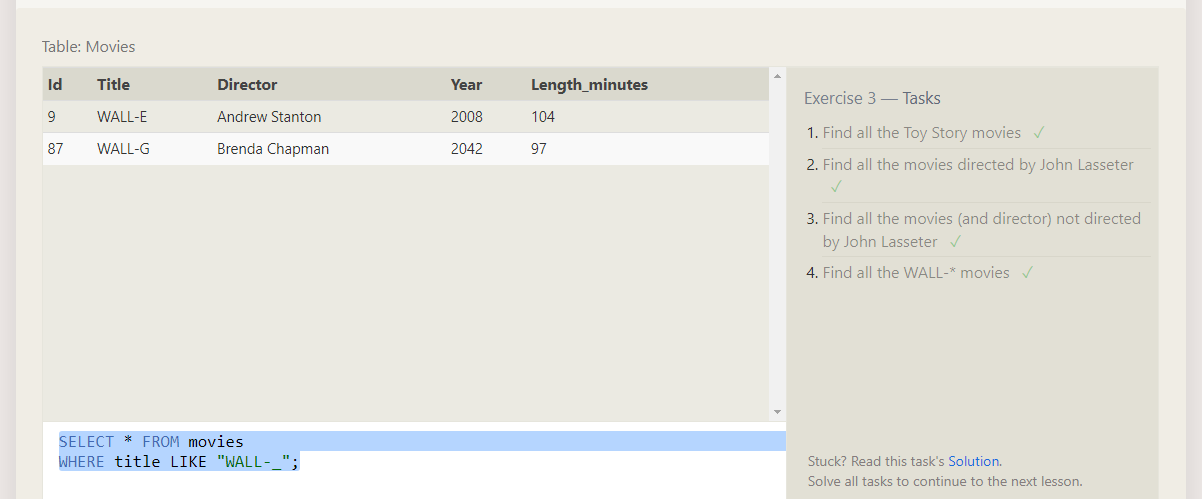 Table: Movies
Id Title Director Year Length_minutes
9 WALL-E Andrew Stanton 2008 104
87 WALL-G Brenda Chapman 2042 97
SELECT * FROM movies
WHERE title LIKE "WALL-_";
Exercise 3 — Tasks
1. Find all the Toy Story movies ✓
2. Find all the movies directed by John Lasseter
✓
3. Find all the movies (and director) not directed
by John Lasseter ✓
4. Find all the WALL-* movies ✓
Stuck? Read this task's Solution.
Solve all tasks to continue to the next lesson.